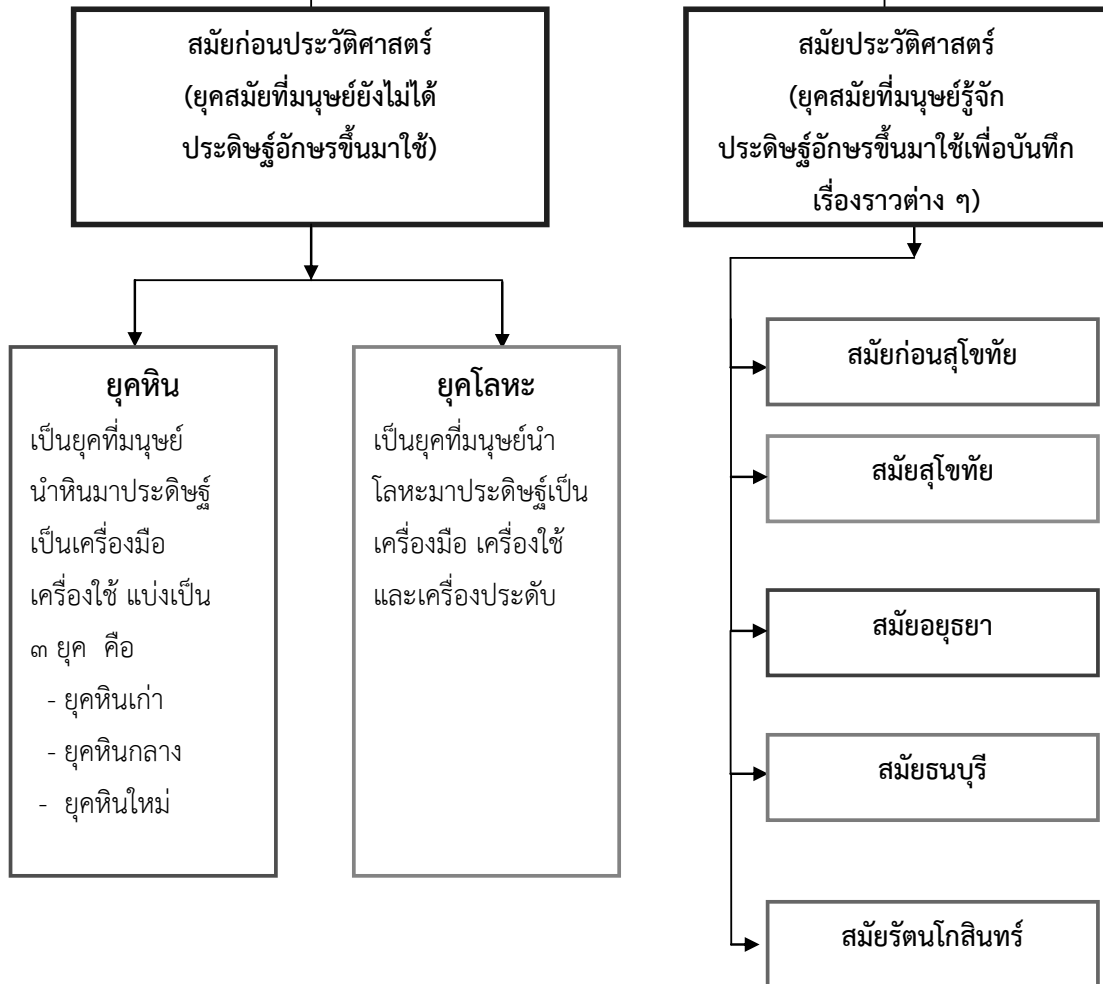 สมัยก่อนประวัติศาสตร์
(ยุคสมัยที่มนุษย์ยังไม่ได้
ประดิษฐ์อักษรขึ้นมาใช้)
สมัยประวัติศาสตร์
(ยุคสมัยที่มนุษย์รู้จัก
ประดิษฐ์อักษรขึ้นมาใช้เพื่อบันทึก
เรื่องราวต่าง ๆ)
ยุคหิน
เป็นยุคที่มนุษย์
นำหินมาประดิษฐ์
เป็นเครื่องมือ
เครื่องใช้ แบ่งเป็น
๓ ยุค คือ
- ยุคหินเก่า
- ยุคหินกลาง
- ยุคหินใหม่
ยุคโลหะ
เป็นยุคที่มนุษย์นำ
โลหะมาประดิษฐ์เป็น
เครื่องมือ เครื่องใช้
และเครื่องประดับ
สมัยก่อนสุโขทัย
สมัยสุโขทัย
สมัยอยุธยา
สมัยธนบุรี
สมัยรัตนโกสินทร์